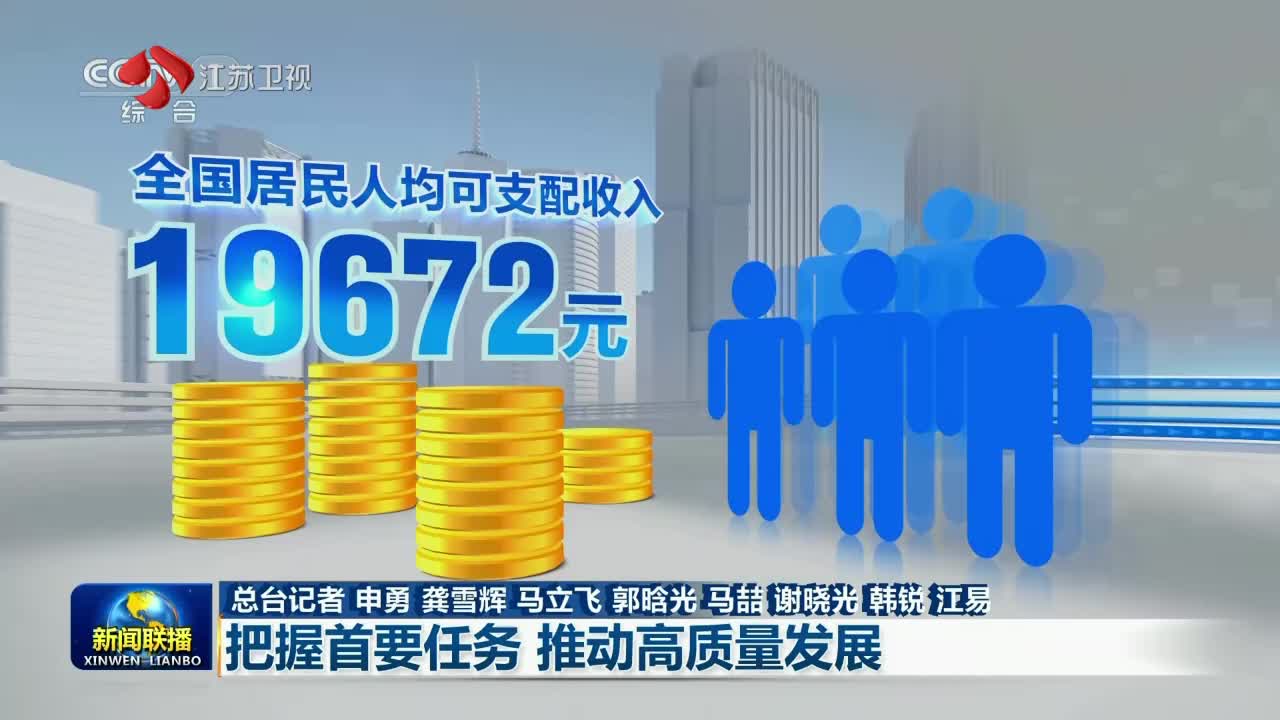 CCTV 江苏卫视
综合
全国居民人均可支配收入
19672元
总台记者 申勇 龚雪辉 马立飞 郭晗光 马喆 谢晓光 韩锐 江易
新闻联播
XINWEN LIANBO
把握首要任务 推动高质量发展